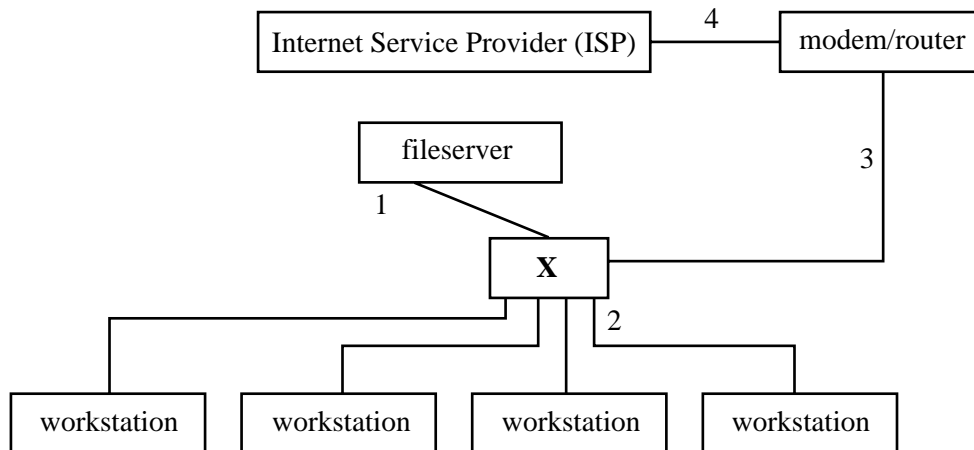 4
Internet Service Provider (ISP)
modem/router
fileserver
3
1
X
2
workstation
workstation
workstation
workstation